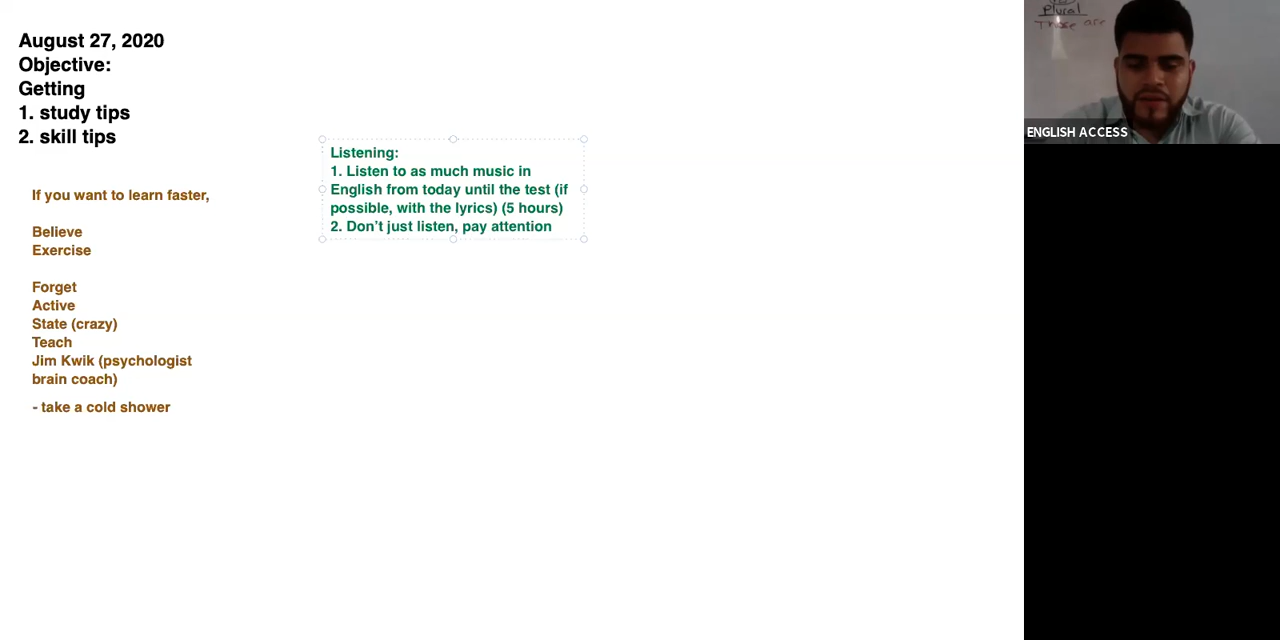 August 27, 2020
Objective:
Getting
1. study tips
2. skill tips
If you want to learn faster,
Believe
Exercise
Forget
Active
State (crazy)
Teach
Jim Kwik (psychologist
brain coach)
- take a cold shower
Listening:
1. Listen to as much music in
English from today until the test (if
possible, with the lyrics) (5 hours)
2. Don’t just listen, pay attention
Plural
are
ENGLISH ACCESS